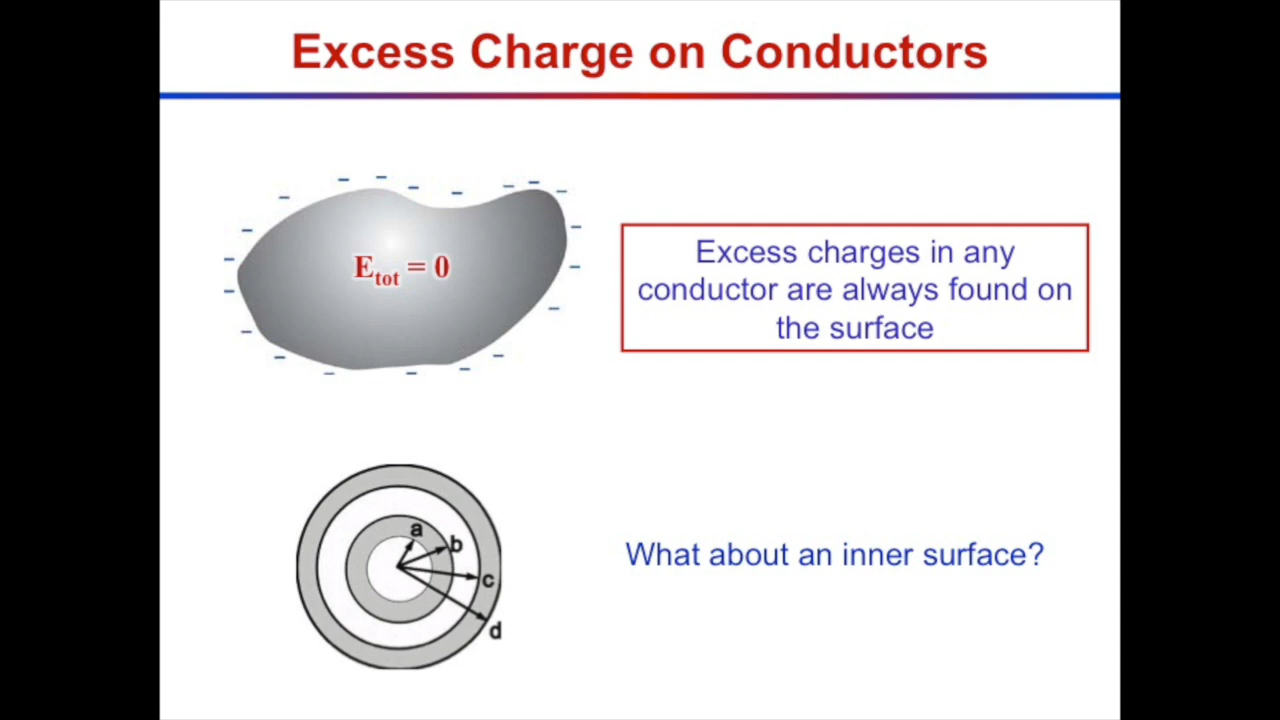 Excess Charge on Conductors
E_tot = 0
Excess charges in any
conductor are always found on
the surface
a
b
c
d
What about an inner surface?